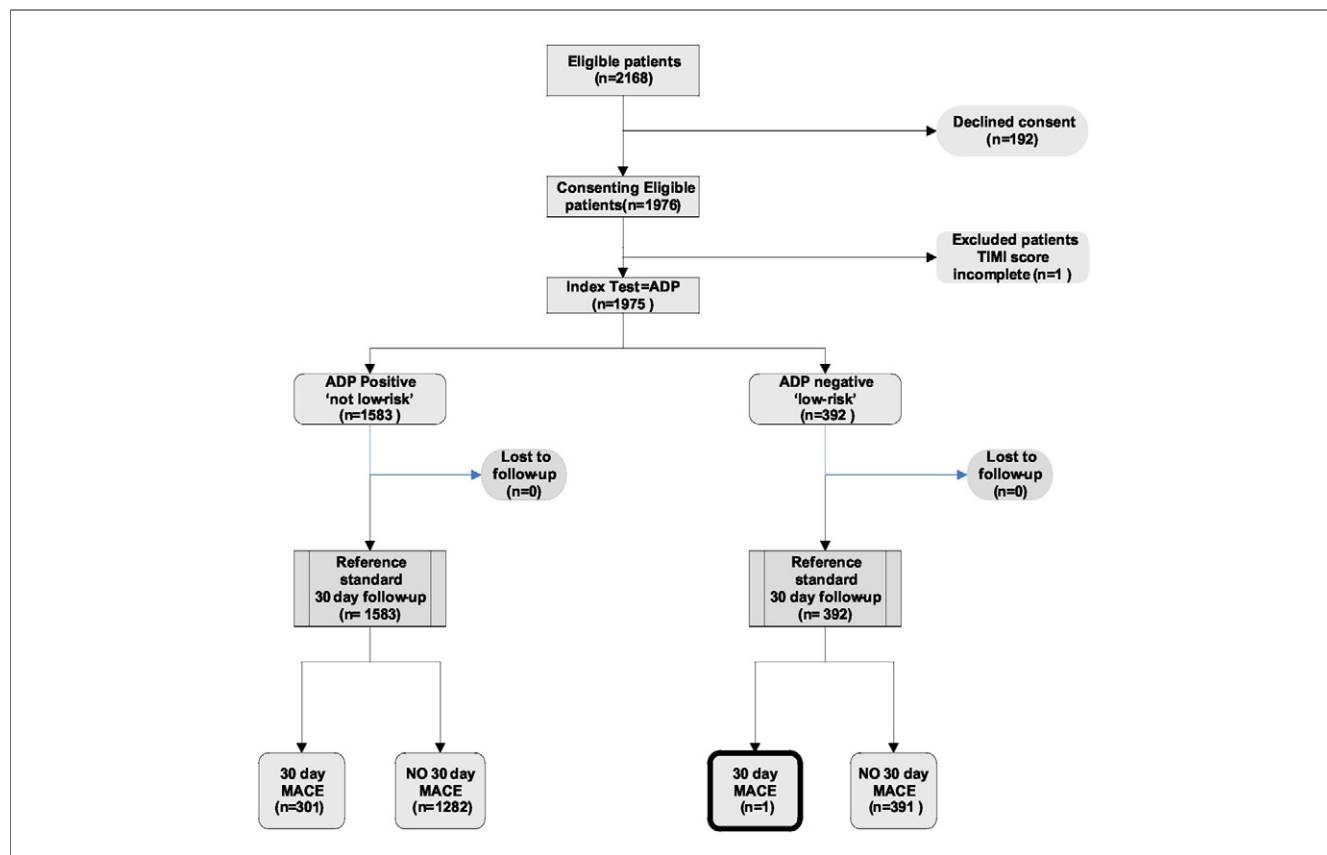 Eligible patients
(n=2168)
Declined consent
(n=192)
Consenting Eligible
patients(n=1976)
Excluded patients
TIMI score
incomplete (n=1 )
Index Test=ADP
(n=1975 )
ADP Positive
‘not low-risk’
(n=1583 )
ADP negative
‘low-risk’
(n=392 )
Lost to
follow-up
(n=0)
Lost to
follow-up
(n=0)
Reference
standard
30 day follow-up
(n= 1583)
Reference
standard
30 day follow-up
(n= 392)
30 day
MACE
(n=301)
NO 30 day
MACE
(n=1282)
30 day
MACE
(n=1)
NO 30 day
MACE
(n=391 )